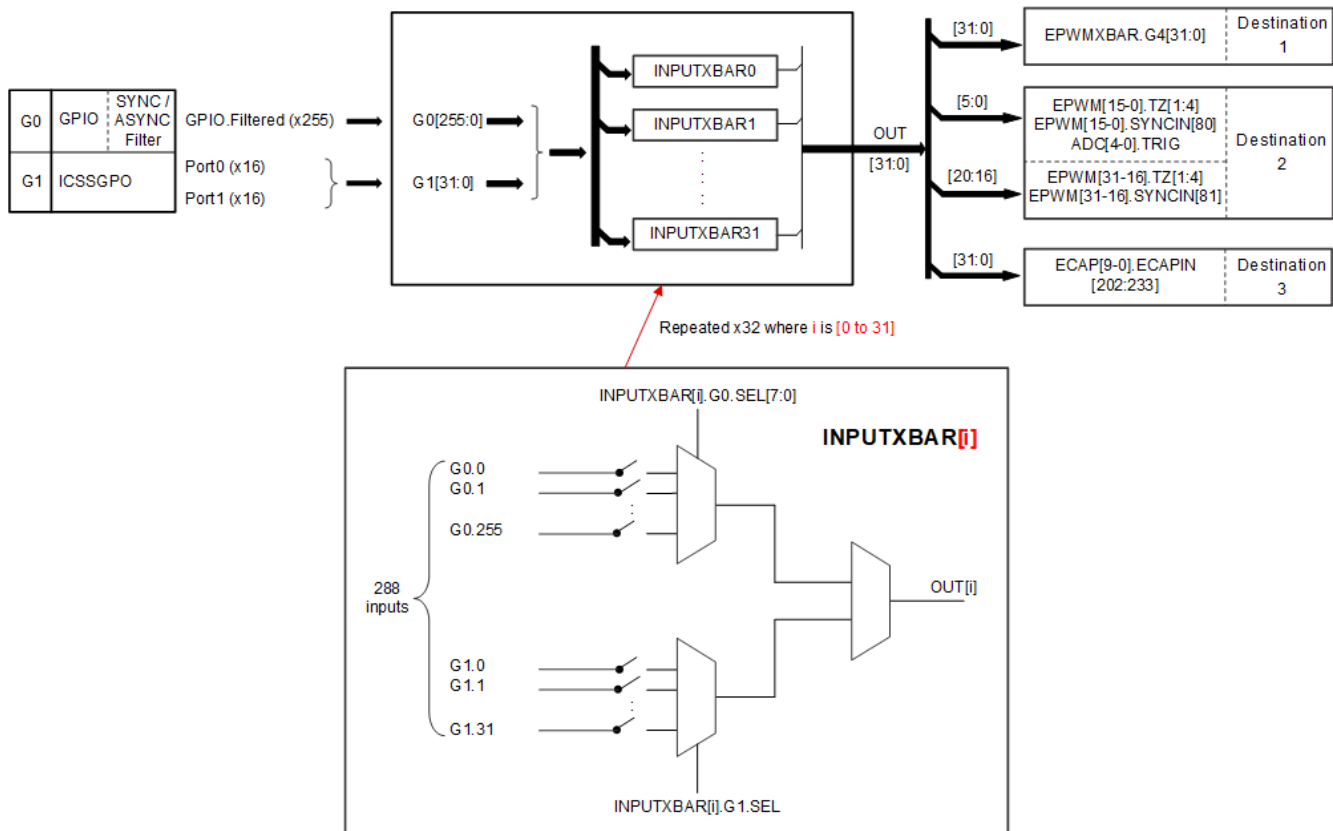 G0
GPIO
SYNC /
ASYNC
Filter
GPIO.Filtered (x255)
G1
ICSSGPO
Port0 (x16)
Port1 (x16)
G0[255:0]
G1[31:0]
INPUTXBAR0
INPUTXBAR1
INPUTXBAR31
OUT
[31:0]
[31:0]
EPWMXBAR.G4[31:0]
Destination
1
[5:0]
EPWM[15-0].TZ[1:4]
EPWM[15-0].SYNCIN[80]
ADC[4-0].TRIG
[20:16]
EPWM[31-16].TZ[1:4]
EPWM[31-16].SYNCIN[81]
Destination
2
[31:0]
ECAP[9-0].ECAPIN
[202:233]
Destination
3
Repeated x32 where i is [0 to 31]
INPUTXBAR[i].G0.SEL[7:0]
INPUTXBAR[i]
G0.0
G0.1
G0.255
288
inputs
OUT[i]
G1.0
G1.1
G1.31
INPUTXBAR[i].G1.SEL